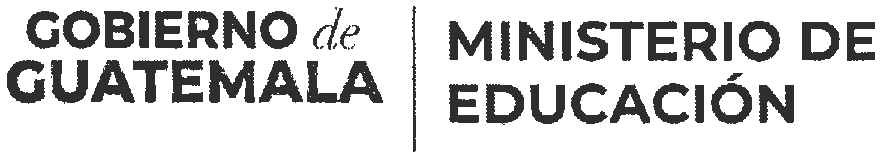 GOBIERNO de
GUATEMALA
MINISTERIO DE
EDUCACIÓN